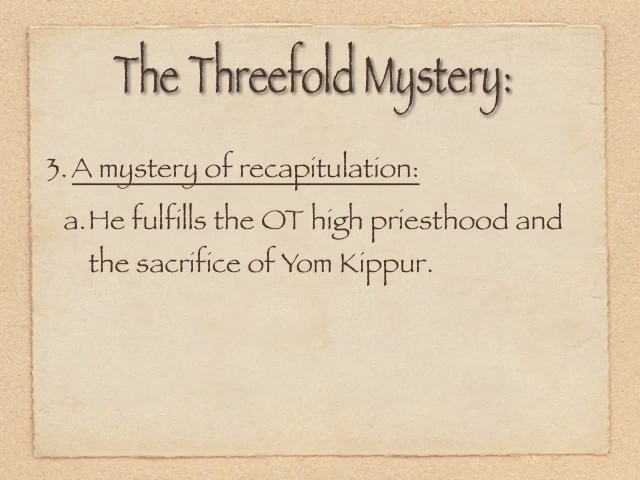 The Threefold Mystery:
3. A mystery of recapitulation:
a. He fulfills the OT high priesthood and
the sacrifice of Yom Kippur.